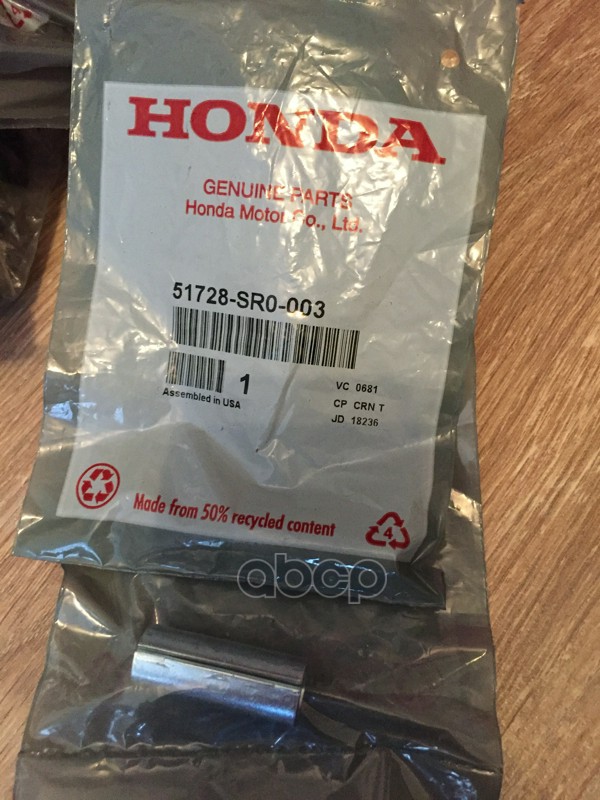 HONDA
GENUINE PARTS
Honda Motor Co., Ltd.
51728-SR0-003
1
Assembled in USA
VC 0681
CP CRN T
JD 18236
Made from 50% recycled content
4
abcp